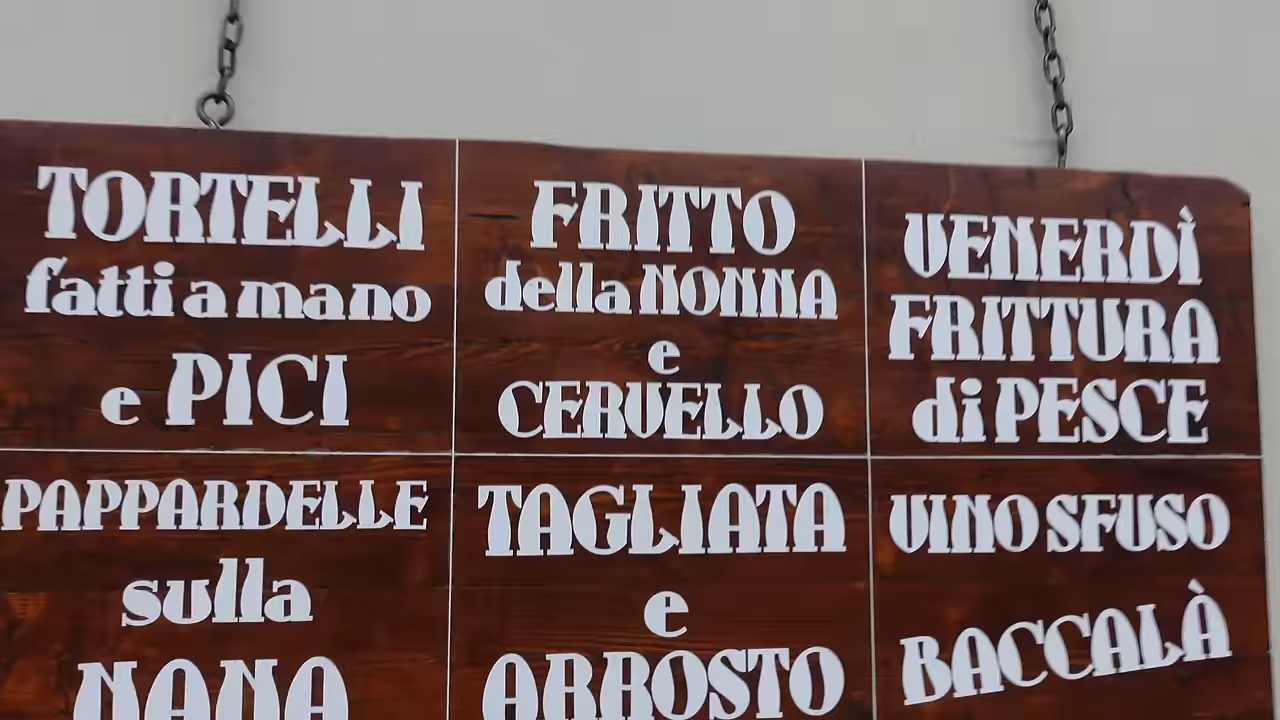 TORTELLI
fatti a mano
e PICI
FRITTO
della NONNA
e
CERVELLO
VENERDÌ
FRITTURA
di PESCE
PAPPARDELLE
sulla
NANA
TAGLIATA
e
ARROSTO
VINO SFUSO
BACCALÀ